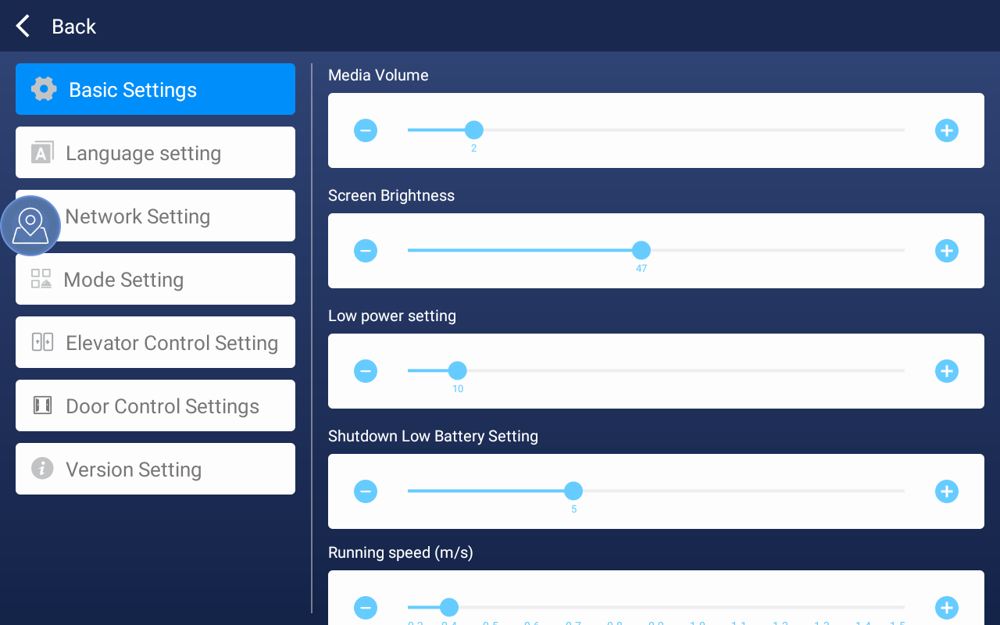 Back
Basic Settings
Language setting
Network Setting
Mode Setting
Elevator Control Setting
Door Control Settings
Version Setting
Media Volume
2
Screen Brightness
47
Low power setting
10
Shutdown Low Battery Setting
5
Running speed (m/s)